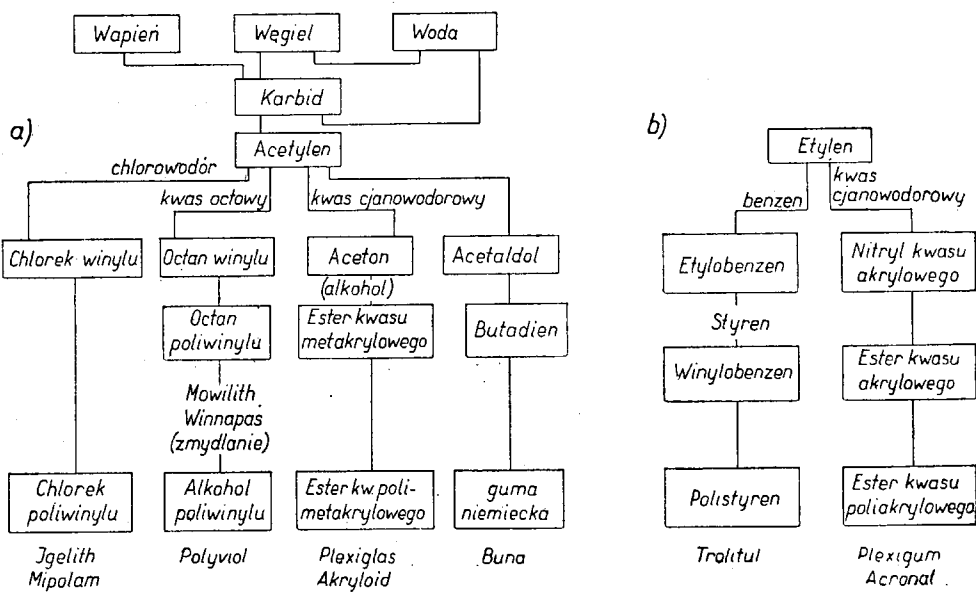 Wapień
Węgiel
Woda
Karbid
a)
Acetylen
chlorowodór
kwas octowy
kwas cjanowodorowy
Chlorek winylu
Octan winylu
Aceton
(alkohol)
Acetaldol
Octan
poliwinylu
Ester kwasu
metakrylowego
Butadien
Mowilith
Winnapaś
(zmydlanie)
Chlorek
poliwinylu
Alkohol
poliwinylu
Ester kw. poli-
metakrylowego
guma
niemiecka
Jgelith
Mipolam
Polyviol
Plexiglas
Akryloid
Buna
b)
Etylen
benzen
kwas
cjanowodorowy
Etylobenzen
Nitryl kwasu
akrylowego
Styren
Winylobenzen
Ester kwasu
akrylowego
Polistyren
Ester kwasu
poliakrylowego
Trolitul
Plexigum
Acronal